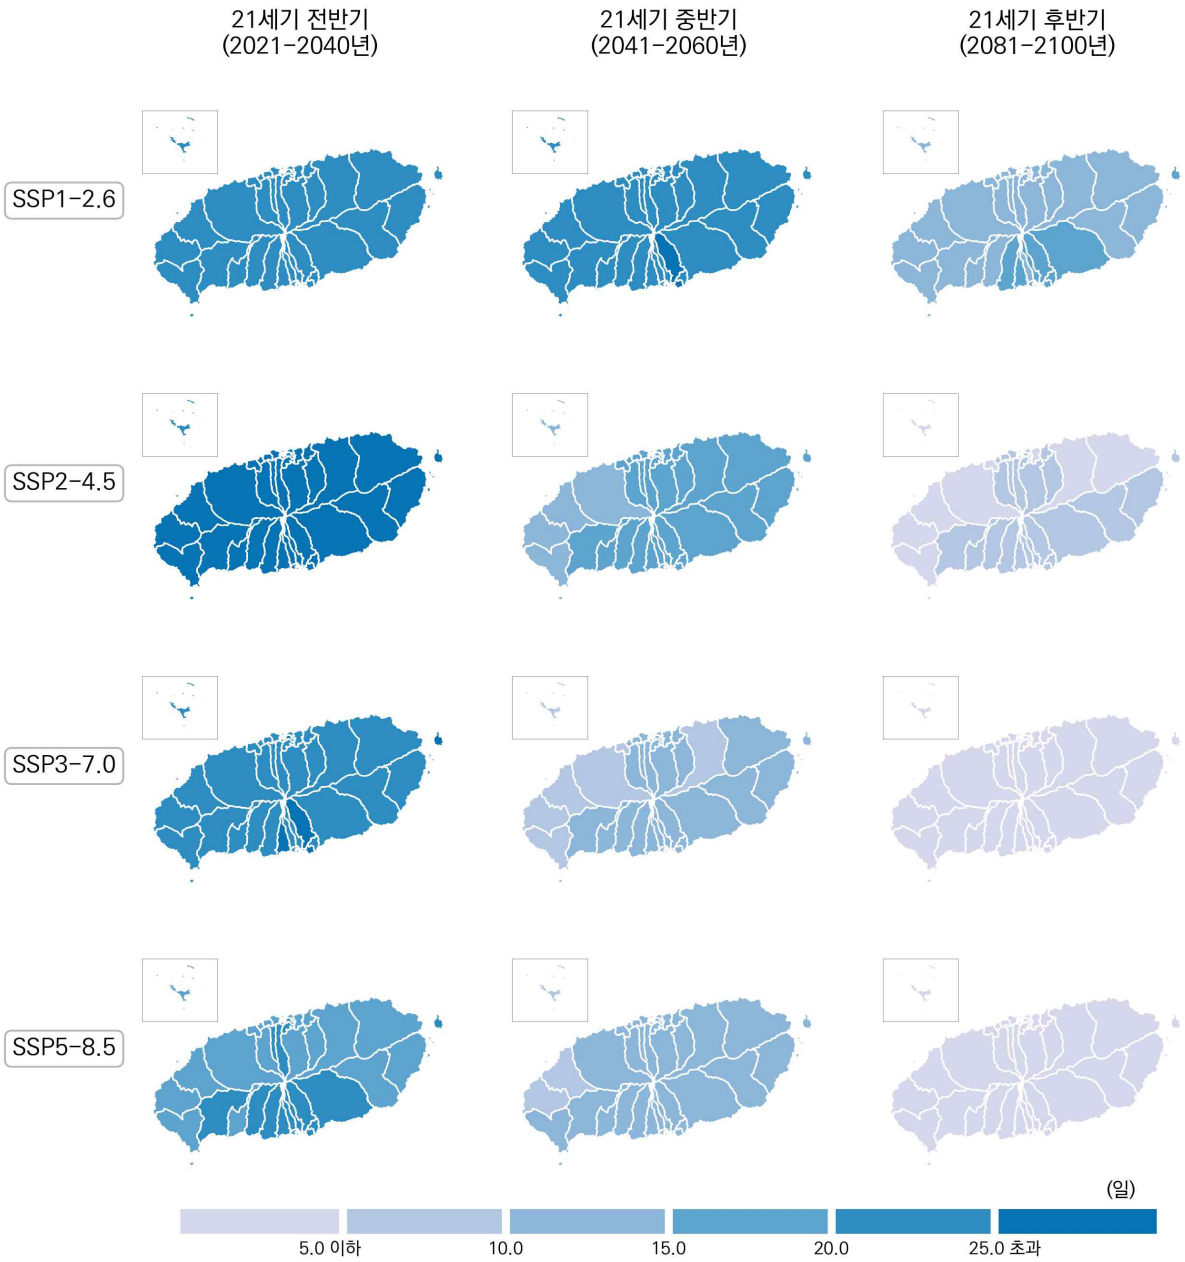 21세기 전반기
(2021-2040년)
21세기 중반기
(2041-2060년)
21세기 후반기
(2081-2100년)
SSP1-2.6
SSP2-4.5
SSP3-7.0
SSP5-8.5
(일)
5.0 이하
10.0
15.0
20.0
25.0 초과